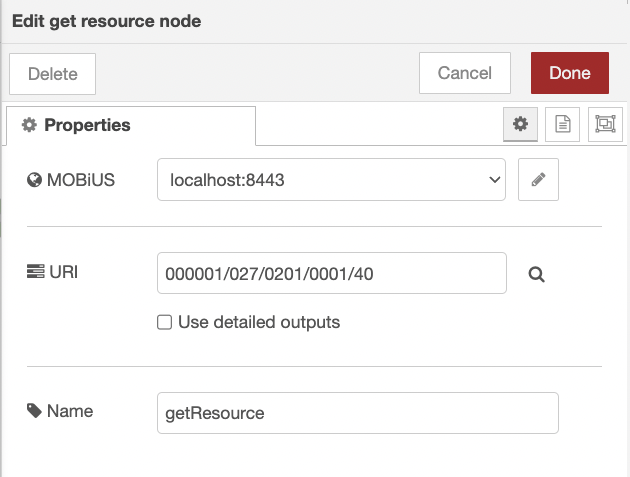 Edit get resource node
Delete
Cancel
Done
Properties
MOBiUS
localhost:8443
URI
000001/027/0201/0001/40
Use detailed outputs
Name
getResource